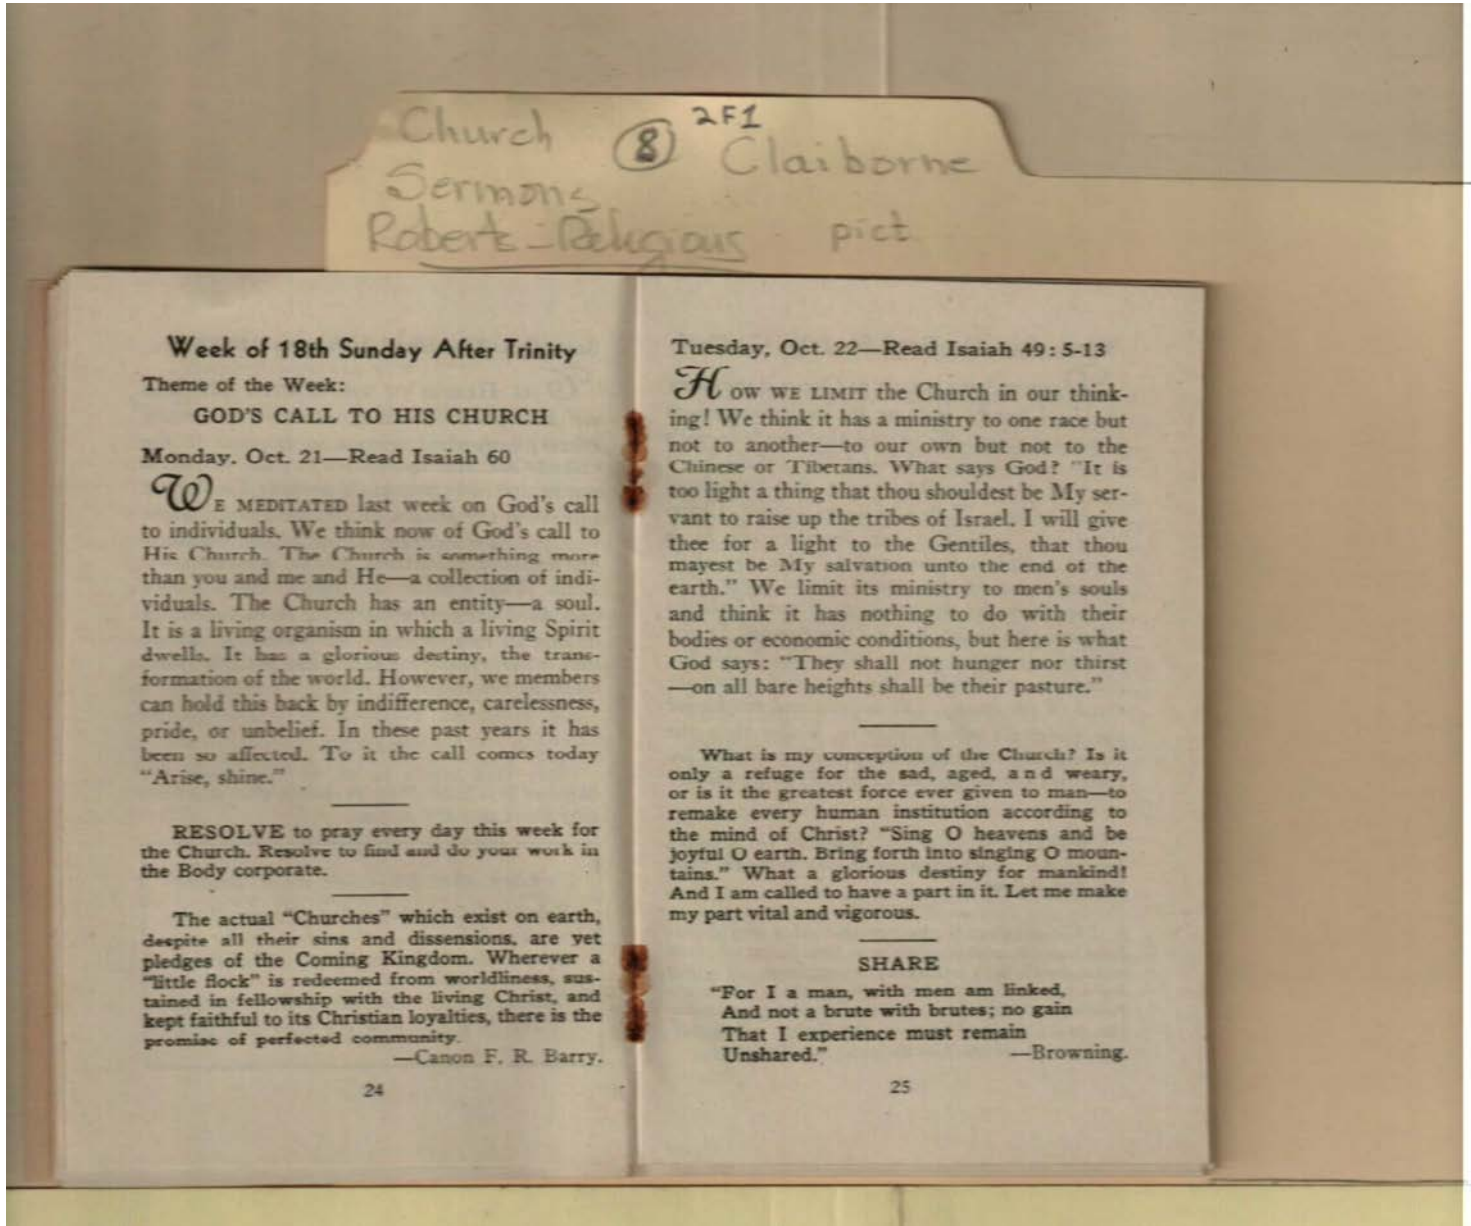 Church ⑧ 2F1 Claiborne
Sermons
Roberts - Religious pict
Week of 18th Sunday After Trinity
Theme of the Week:
GOD'S CALL TO HIS CHURCH
Monday. Oct. 21—Read Isaiah 60
WE MEDITATED last week on God's call
to individuals. We think now of God's call to
His Church. The Church is something more
than you and me and He—a collection of indi-
viduals. The Church has an entity—a soul.
It is a living organism in which a living Spirit
dwells. It has a glorious destiny, the trans-
formation of the world. However, we members
can hold this back by indifference, carelessness,
pride, or unbelief. In these past years it has
been so affected. To it the call comes today
"Arise, shine."
RESOLVE to pray every day this week for
the Church. Resolve to find and do your work in
the Body corporate.
The actual "Churches" which exist on earth,
despite all their sins and dissensions, are yet
pledges of the Coming Kingdom. Wherever a
"little flock" is redeemed from worldliness, sus-
tained in fellowship with the living Christ, and
kept faithful to its Christian loyalties, there is the
promise of perfected community.
—Canon F. R. Barry.
24
Tuesday, Oct. 22—Read Isaiah 49: 5-13
HOW WE LIMIT the Church in our think-
ing! We think it has a ministry to one race but
not to another—to our own but not to the
Chinese or Tibetans. What says God? "It is
too light a thing that thou shouldest be My ser-
vant to raise up the tribes of Israel. I will give
thee for a light to the Gentiles, that thou
mayest be My salvation unto the end of the
earth." We limit its ministry to men's souls
and think it has nothing to do with their
bodies or economic conditions, but here is what
God says: "They shall not hunger nor thirst
—on all bare heights shall be their pasture."
What is my conception of the Church? Is it
only a refuge for the sad, aged, and weary,
or is it the greatest force ever given to man—to
remake every human institution according to
the mind of Christ? "Sing O heavens and be
joyful O earth. Bring forth into singing O moun-
tains." What a glorious destiny for mankind!
And I am called to have a part in it. Let me make
my part vital and vigorous.
SHARE
"For I a man, with men am linked,
And not a brute with brutes; no gain
That I experience must remain
Unshared." —Browning.
25